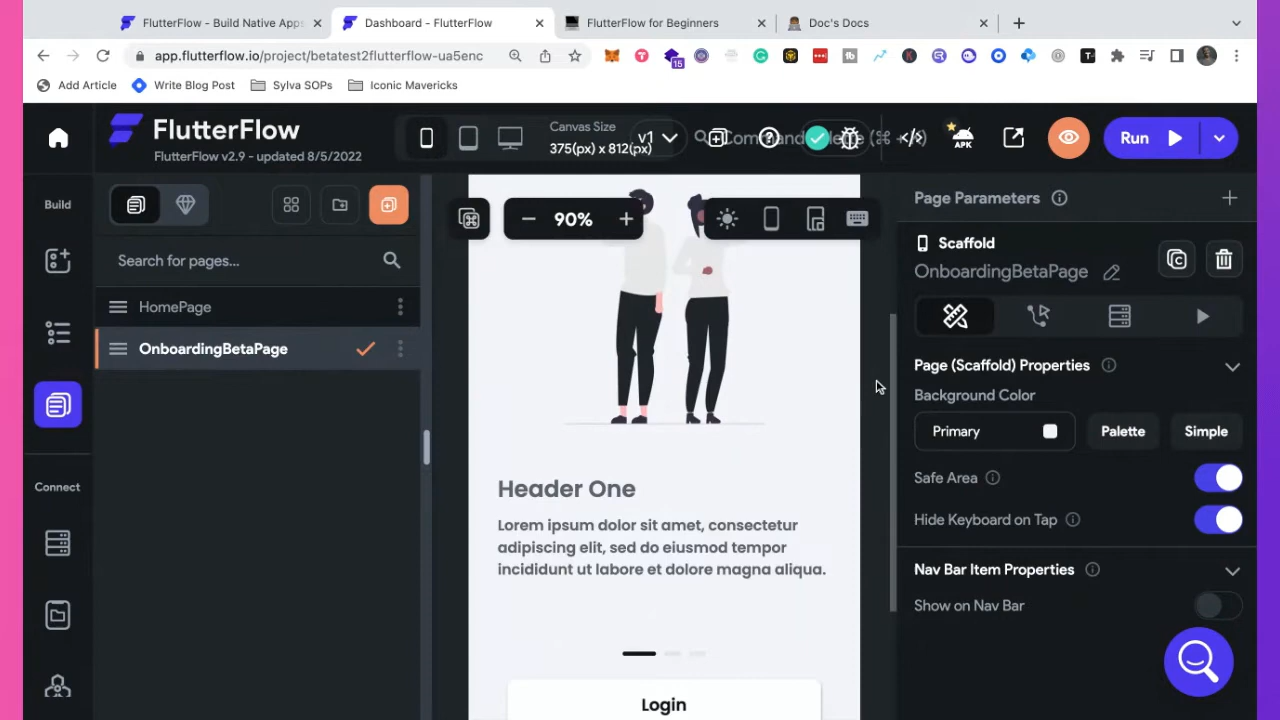 FlutterFlow - Build Native Apps
Dashboard - FlutterFlow
FlutterFlow for Beginners
Doc's Docs
app.flutterflow.io/project/betatest2flutterflow-ua5enc
15
Add Article
Write Blog Post
Sylva SOPs
Iconic Mavericks
FlutterFlow
FlutterFlow v2.9 - updated 8/5/2022
Canvas Size
375(px) x 812(px)
v1
APK
Run
Build
Search for pages...
HomePage
OnboardingBetaPage
Connect
90%
Header One
Lorem ipsum dolor sit amet, consectetur
adipiscing elit, sed do eiusmod tempor
incididunt ut labore et dolore magna aliqua.
Login
Page Parameters
Scaffold
OnboardingBetaPage
Page (Scaffold) Properties
Background Color
Primary
Palette
Simple
Safe Area
Hide Keyboard on Tap
Nav Bar Item Properties
Show on Nav Bar